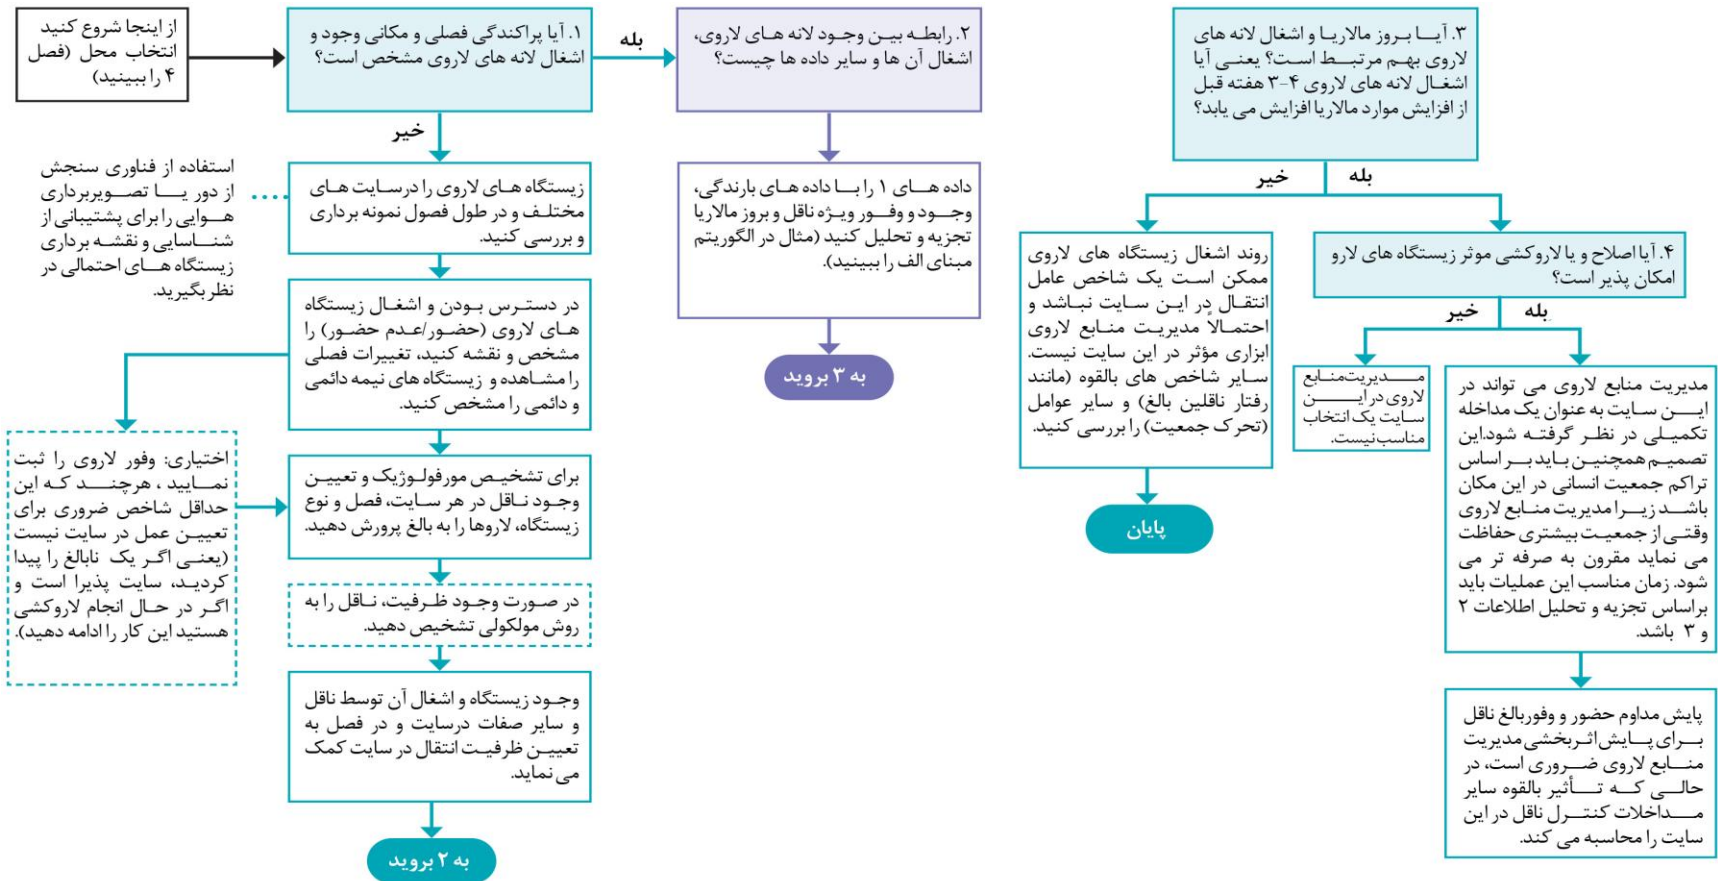 از اینجا شروع کنید
انتخاب محل (فصل
۴ را ببینید)
۱. آیا پراکندگی فصلی و مکانی وجود و
اشغال لانه های لاروی مشخص است؟
بله
خیر
۲. رابطه بین وجود لانه های لاروی،
اشغال آن ها و سایر داده ها چیست؟
داده های ۱ را با داده های بارندگی،
وجود و وفور ویژه ناقل و بروز مالاریا
تجزیه و تحلیل کنید (مثال در الگوریتم
مبنای الف را ببینید).
به ۳ بروید
استفاده از فناوری سنجش
از دور یا تصویربرداری
هوایی را برای پشتیبانی از
شناسایی و نقشه برداری
زیستگاه های احتمالی در
نظر بگیرید.
زیستگاه های لاروی را درسایت های
مختلف و در طول فصول نمونه برداری
و بررسی کنید.
در دسترس بودن و اشغال زیستگاه
های لاروی (حضور/عدم حضور) را
مشخص و نقشه کنید، تغییرات فصلی
را مشاهده و زیستگاه های نیمه دائمی
و دائمی را مشخص کنید.
اختیاری: وفور لاروی را ثبت
نمایید ، هرچند که این
حداقل شاخص ضروری برای
تعیین عمل در سایت نیست
(یعنی اگر یک نابالغ را پیدا
کردید، سایت پذیرا است و
اگر در حال انجام لاروکشی
هستید این کار را ادامه دهید).
برای تشخیص مورفولوژیک و تعیین
وجود ناقل در هر سایت، فصل و نوع
زیستگاه، لاروها را به بالغ پرورش دهید.
در صورت وجود ظرفیت، ناقل را به
روش مولکولی تشخیص دهید.
وجود زیستگاه و اشغال آن توسط ناقل
و سایر صفات درسایت و در فصل به
تعیین ظرفیت انتقال در سایت کمک
می نماید.
به ۲ بروید
۳. آیا بروز مالاریا و اشغال لانه های
لاروی بهم مرتبط است؟ یعنی آیا
اشغال لانه های لاروی ۴-۳ هفته قبل
از افزایش موارد مالاریا افزایش می یابد؟
بله
خیر
روند اشغال زیستگاه های لاروی
ممکن است یک شاخص عامل
انتقال در این سایت نباشد و
احتمالاً مدیریت منابع لاروی
ابزاری مؤثر در این سایت نیست.
سایر شاخص های بالقوه (مانند
رفتار ناقلین بالغ) و سایر عوامل
(تحرک جمعیت) را بررسی کنید.
پایان
۴. آیا اصلاح و یا لاروکشی موثر زیستگاه های لارو
امکان پذیر است؟
بله
خیر
مدیریت منابع
لاروی در این
سایت یک انتخاب
مناسب نیست.
مدیریت منابع لاروی می تواند در
این سایت به عنوان یک مداخله
تکمیلی در نظر گرفته شود.این
تصمیم همچنین باید بر اساس
تراکم جمعیت انسانی در این مکان
باشد زیرا مدیریت منابع لاروی
وقتی از جمعیت بیشتری حفاظت
می نماید مقرون به صرفه تر می
شود. زمان مناسب این عملیات باید
براساس تجزیه و تحلیل اطلاعات ۲
و ۳ باشد.
پایش مداوم حضور و وفوربالغ ناقل
برای پایش اثربخشی مدیریت
منابع لاروی ضروری است، در
حالی که تأثیر بالقوه سایر
مداخلات کنترل ناقل در این
سایت را محاسبه می کند.